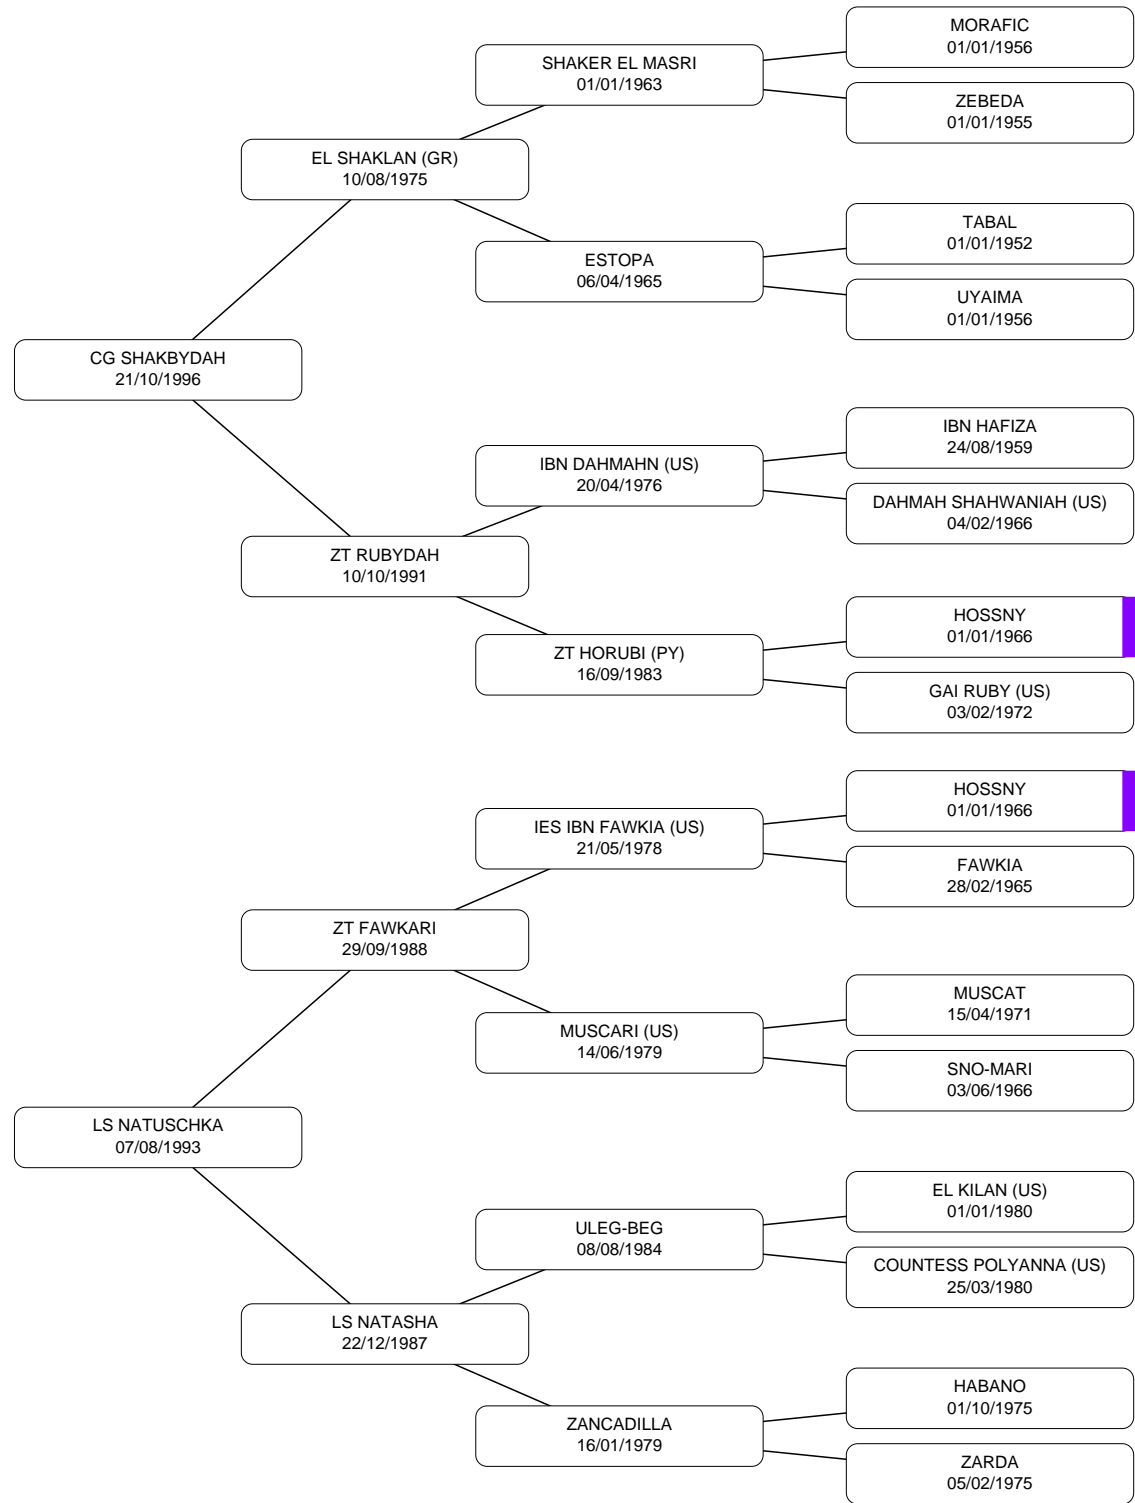 MORAFIC
01/01/1956
SHAKER EL MASRI
01/01/1963
ZEBEDA
01/01/1955
EL SHAKLAN (GR)
10/08/1975
TABAL
01/01/1952
ESTOPA
06/04/1965
UYAIMA
01/01/1956
CG SHAKBYDAH
21/10/1996
IBN HAFIZA
24/08/1959
IBN DAHMAHN (US)
20/04/1976
DAHMAH SHAHWANIAH (US)
04/02/1966
ZT RUBYDAH
10/10/1991
HOSSNY
01/01/1966
ZT HORUBI (PY)
16/09/1983
GAI RUBY (US)
03/02/1972
HOSSNY
01/01/1966
IES IBN FAWKIA (US)
21/05/1978
FAWKIA
28/02/1965
ZT FAWKARI
29/09/1988
MUSCAT
15/04/1971
MUSCARI (US)
14/06/1979
SNO-MARI
03/06/1966
LS NATUSCHKA
07/08/1993
EL KILAN (US)
01/01/1980
ULEG-BEG
08/08/1984
COUNTESS POLYANNA (US)
25/03/1980
LS NATASHA
22/12/1987
HABANO
01/10/1975
ZANCADILLA
16/01/1979
ZARDA
05/02/1975